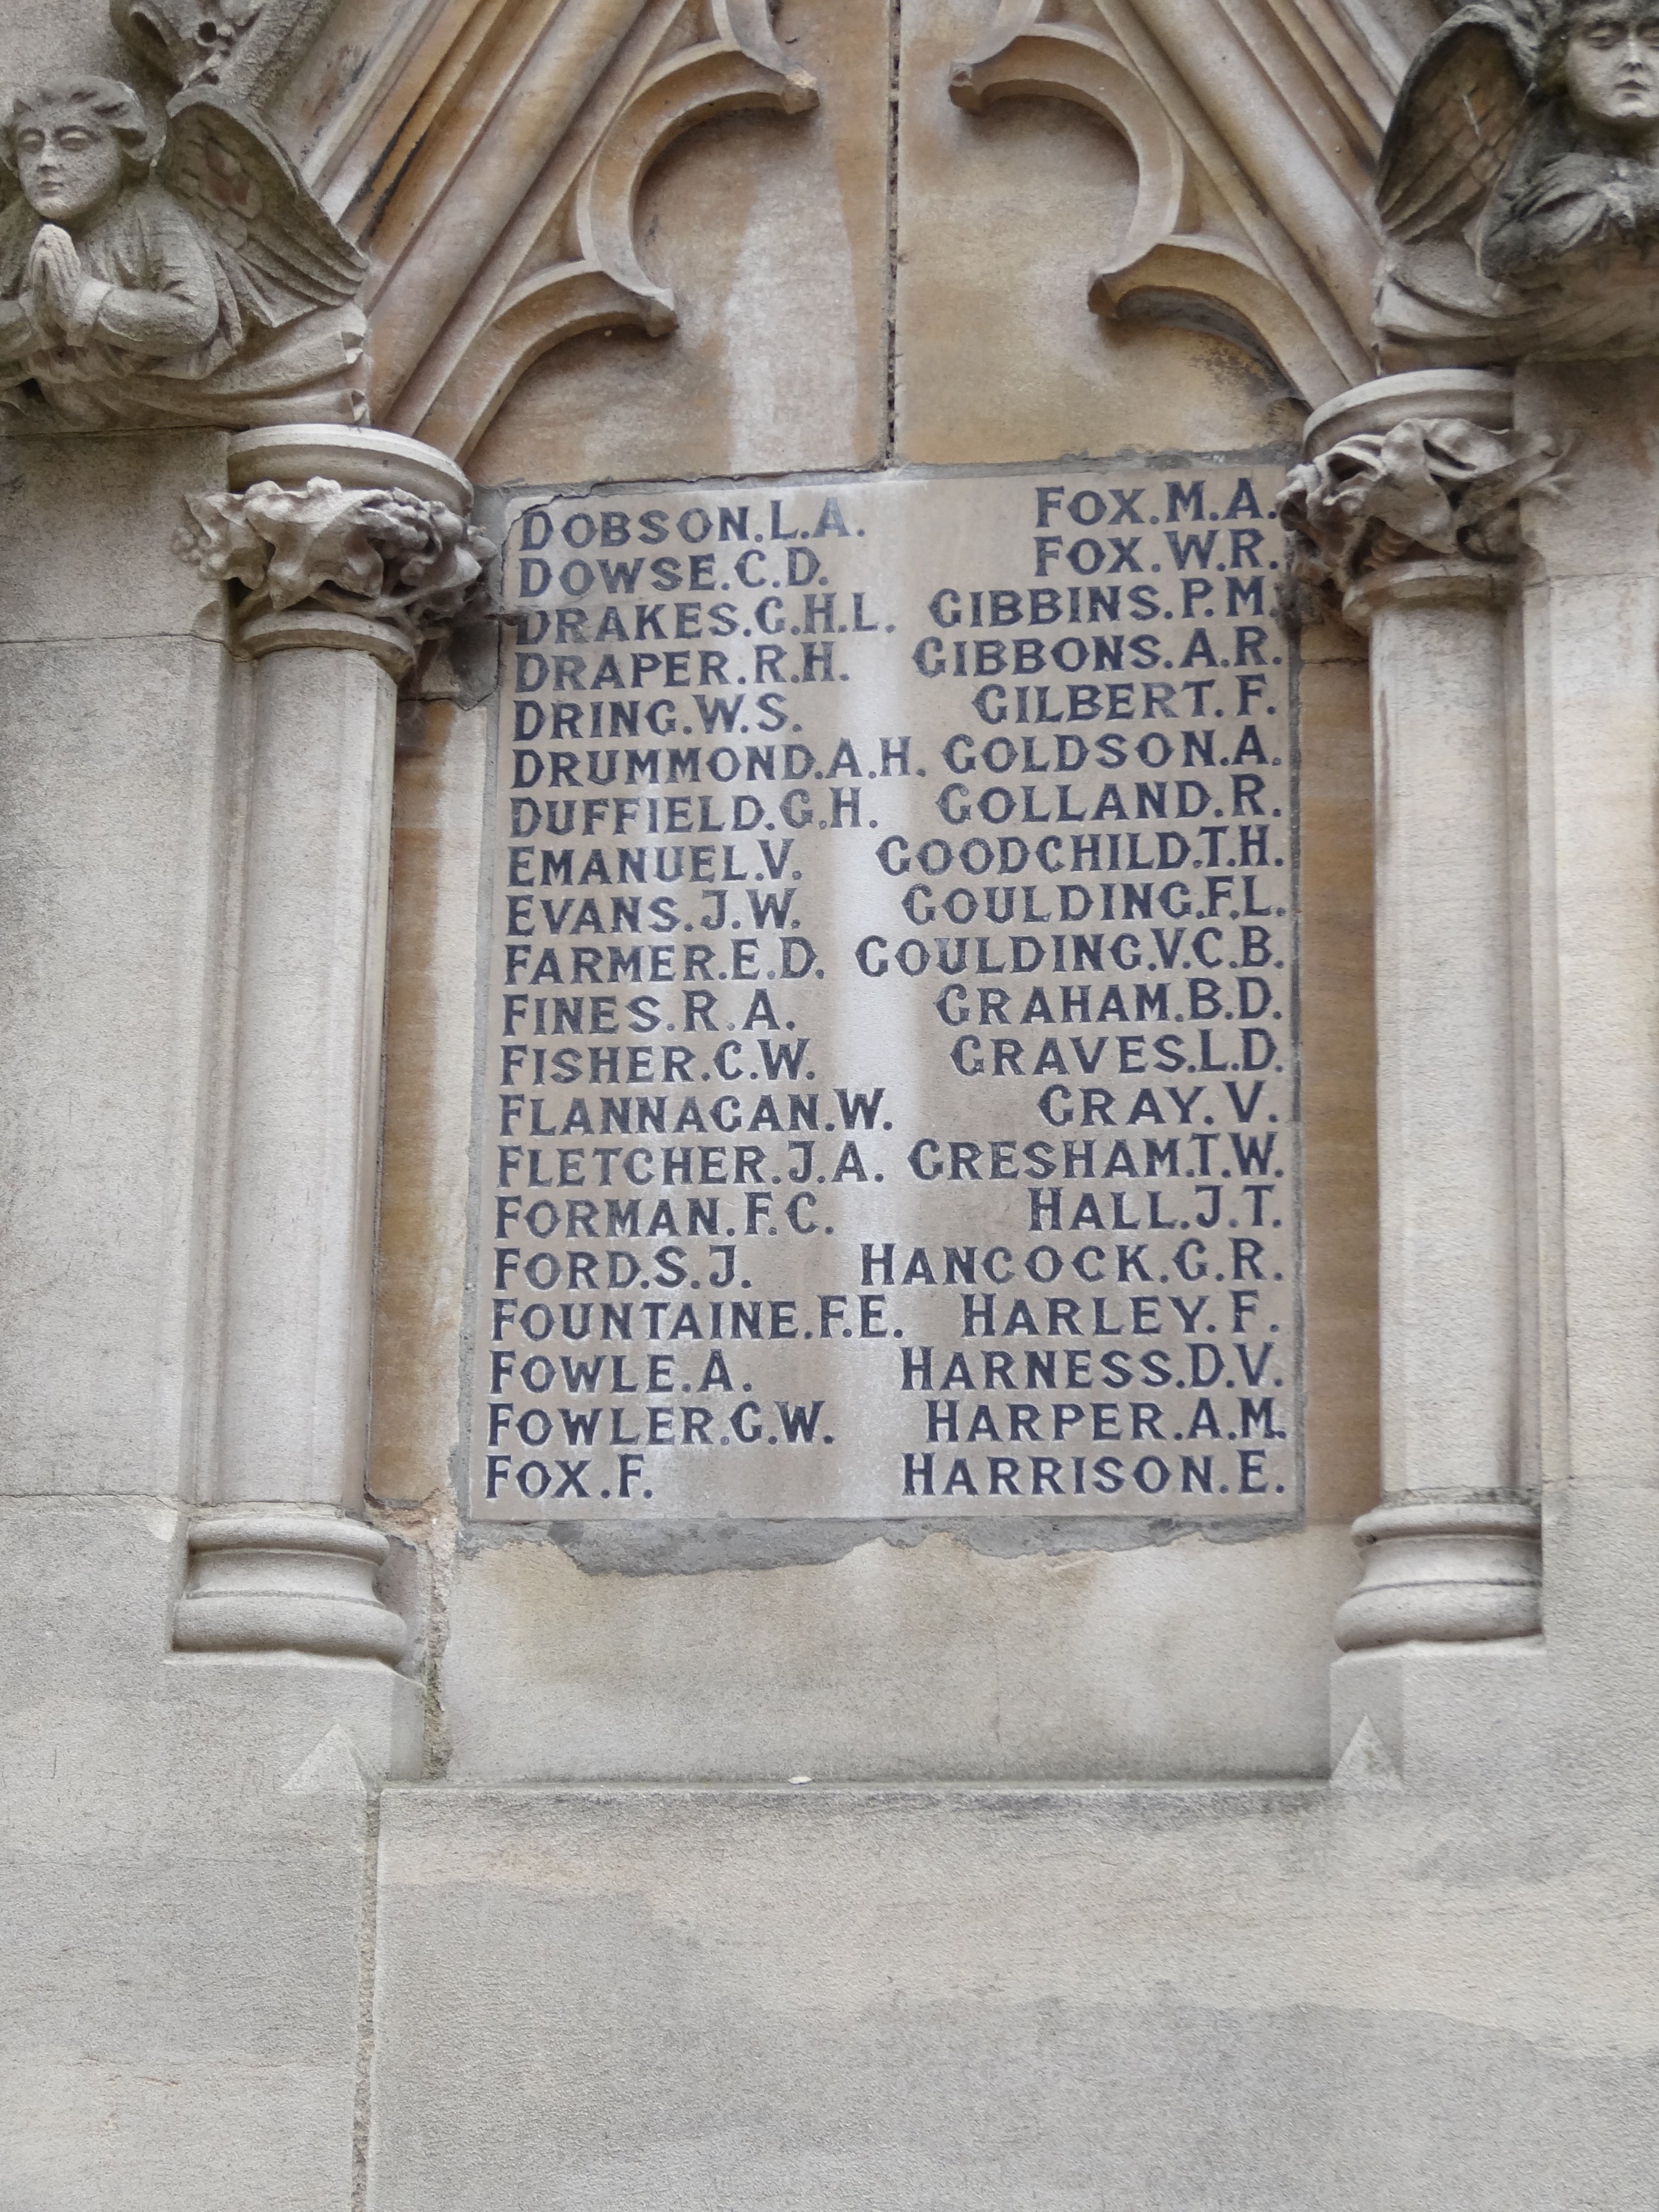 DOBSON.L.A.
DOWSE.C.D.
DRAKES.G.H.L.
DRAPER.R.H.
DRING.W.S.
DRUMMOND.A.H.
DUFFIELD.G.H.
EMANUEL.V.
EVANS.J.W.
FARMER.E.D.
FINES.R.A.
FISHER.C.W.
FLANNAGAN.W.
FLETCHER.J.A.
FORMAN.F.C.
FORD.S.J.
FOUNTAINE.F.E.
FOWLE.A.
FOWLER.G.W.
FOX.F.
FOX.M.A.
FOX.W.R.
GIBBINS.P.M.
GIBBONS.A.R.
GILBERT.F.
GOLDSON.A.
GOLLAND.R.
GOODCHILD.T.H.
GOULDING.F.L.
GOULDING.V.C.B.
GRAHAM.B.D.
GRAVES.L.D.
GRAY.V.
GRESHAM.T.W.
HALL.J.T.
HANCOCK.G.R.
HARLEY.F.
HARNESS.D.V.
HARPER.A.M.
HARRISON.E.